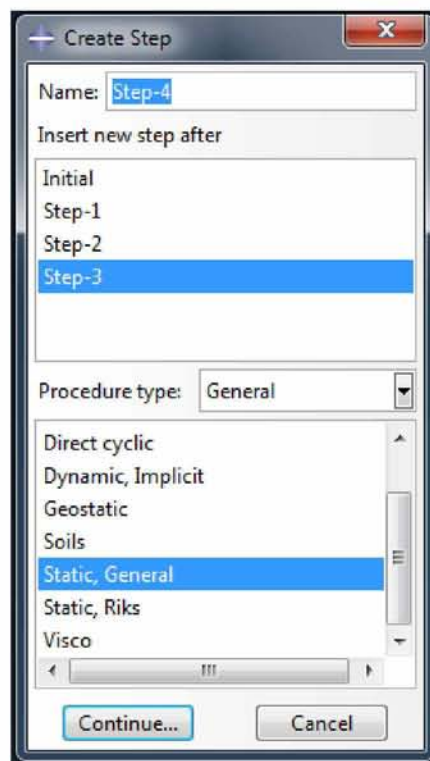 Create Step
Name: Step-4
Insert new step after
Initial
Step-1
Step-2
Step-3
Procedure type: General
Direct cyclic
Dynamic, Implicit
Geostatic
Soils
Static, General
Static, Riks
Visco
Continue... Cancel